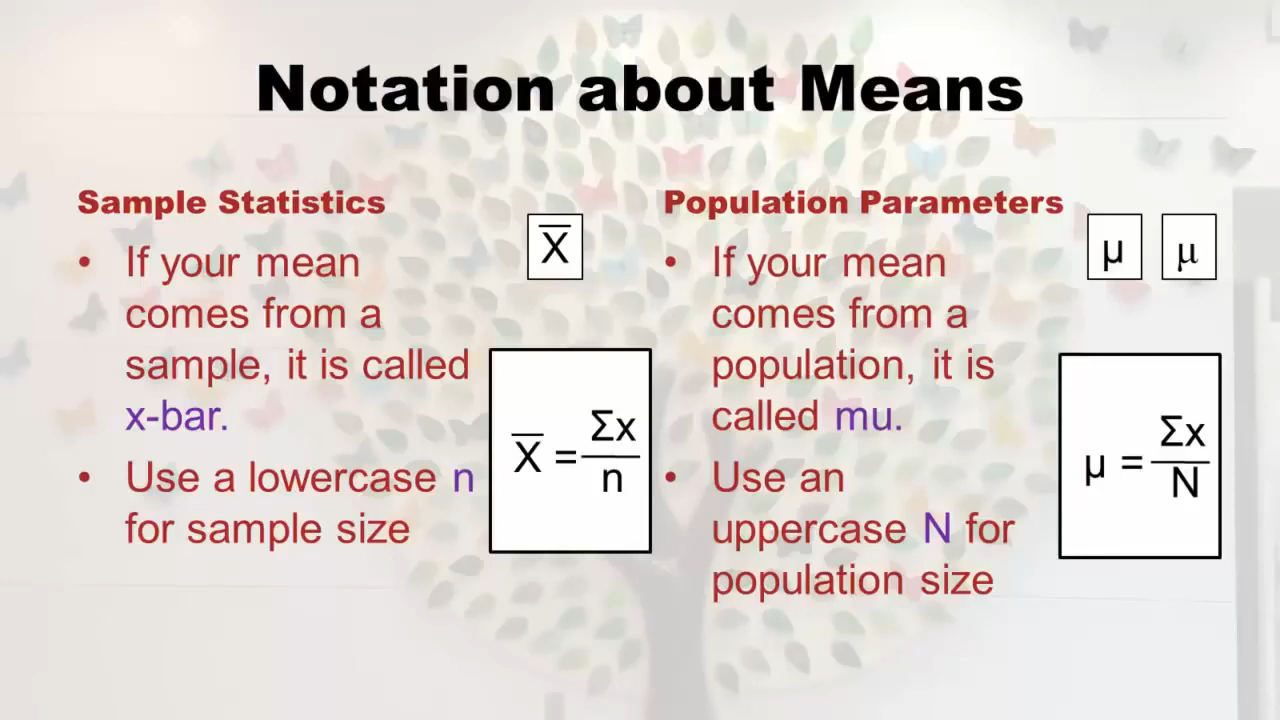 Notation about Means
Sample Statistics
X̅
• If your mean
comes from a
sample, it is called
x-bar.
• Use a lowercase n
for sample size
X̅ = Σx
n
Population Parameters
μ
μ
• If your mean
comes from a
population, it is
called mu.
• Use an
uppercase N for
population size
μ = Σx
N